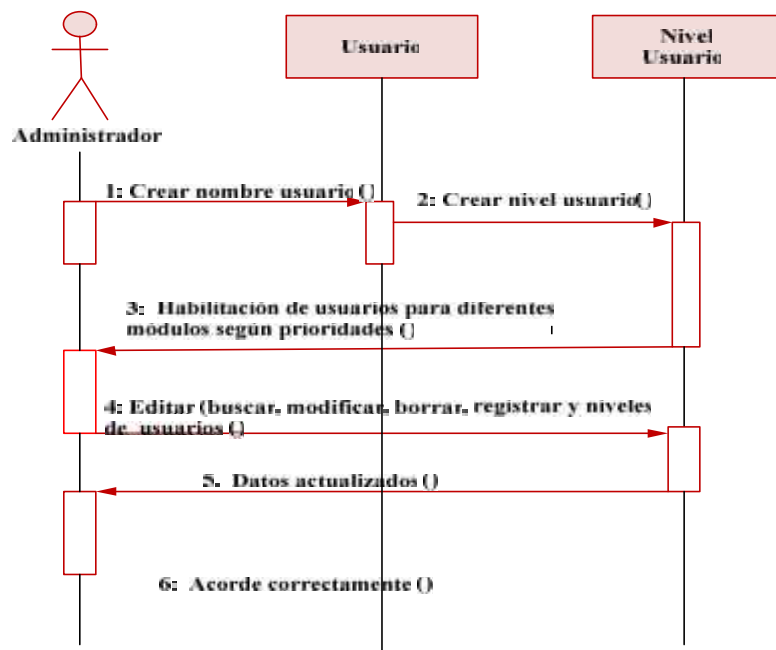 Usuario
Nivel
Usuario
Administrador
1: Crear nombre usuario ()
2: Crear nivel usuario()
3: Habilitación de usuarios para diferentes
módulos según prioridades ()
4: Editar (buscar, modificar, borrar, registrar y niveles
de usuarios ()
5. Datos actualizados ()
6: Acorde correctamente ()